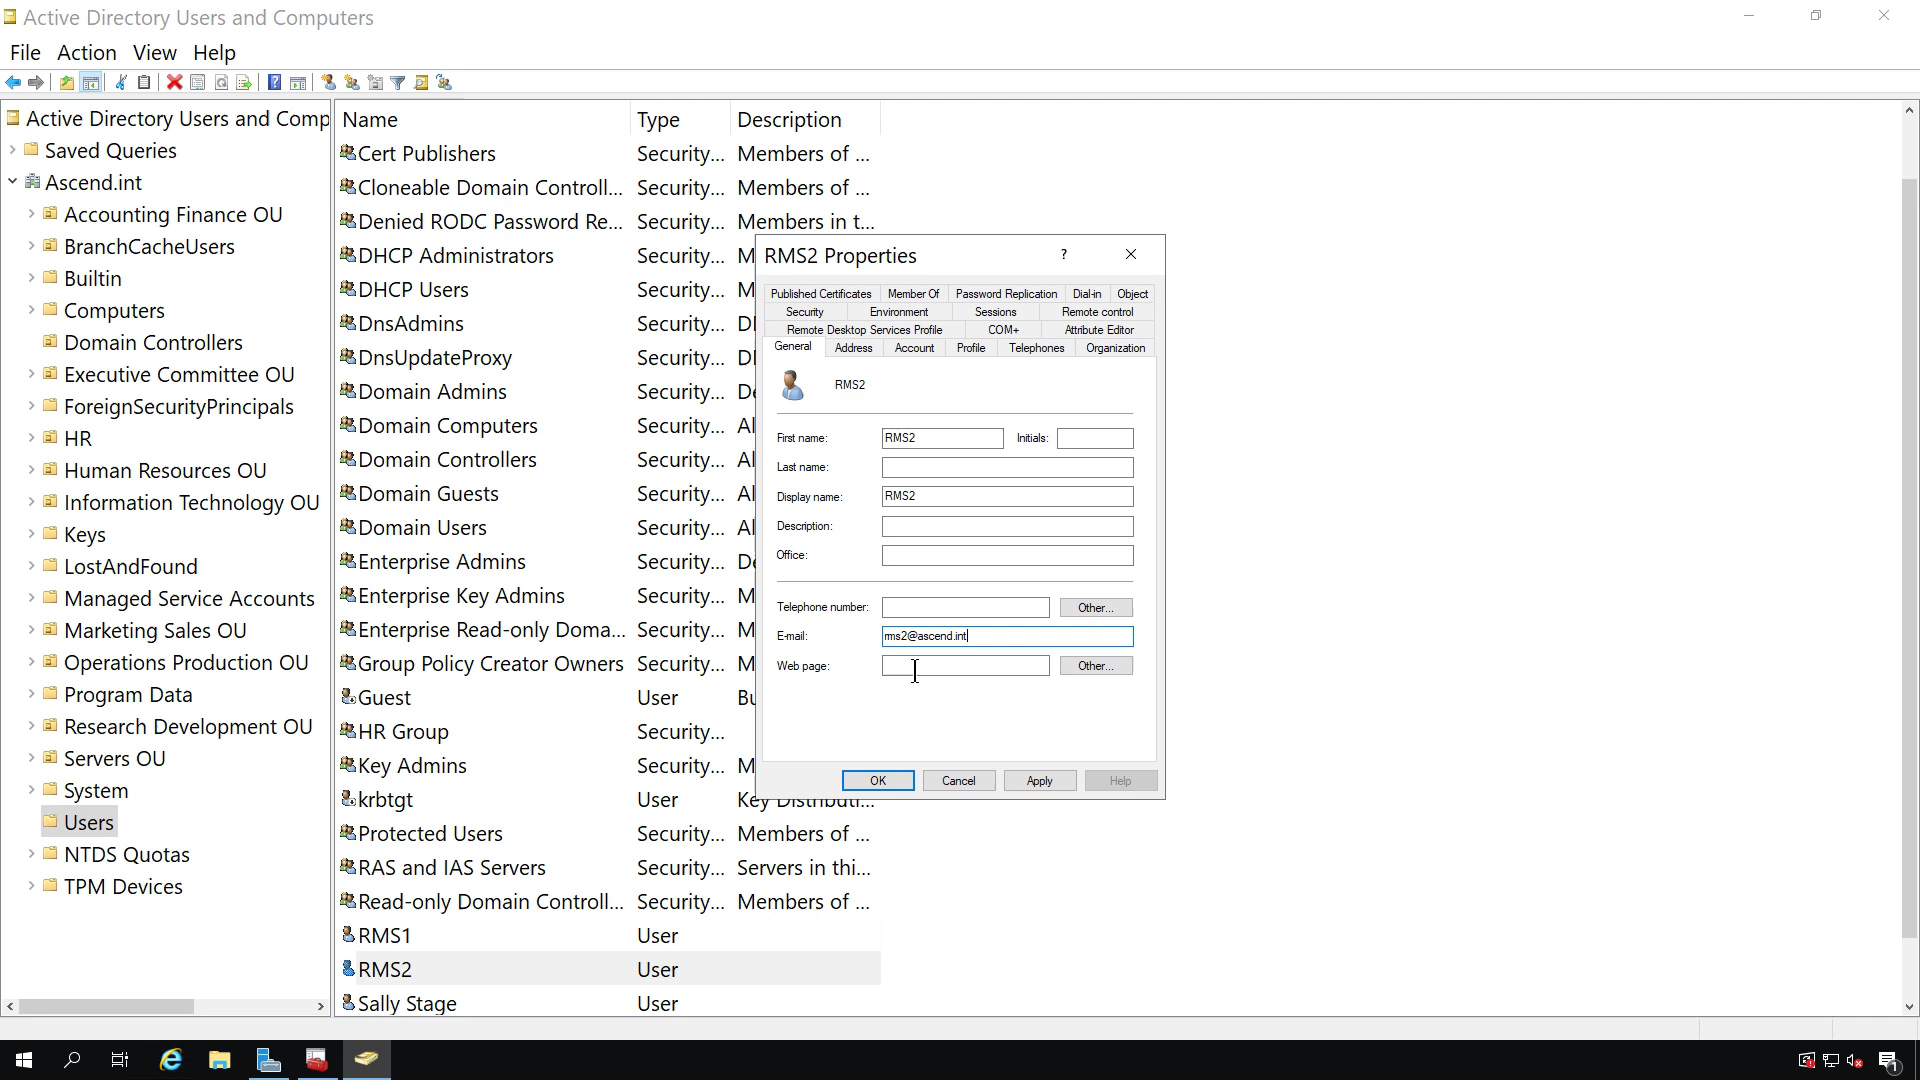 Active Directory Users and Computers
File Action View Help
Active Directory Users and Comp
Saved Queries
Ascend.int
Accounting Finance OU
BranchCacheUsers
Builtin
Computers
Domain Controllers
Executive Committee OU
ForeignSecurityPrincipals
HR
Human Resources OU
Information Technology OU
Keys
LostAndFound
Managed Service Accounts
Marketing Sales OU
Operations Production OU
Program Data
Research Development OU
Servers OU
System
Users
NTDS Quotas
TPM Devices
Name Type Description
Cert Publishers Security... Members of ...
Cloneable Domain Controll... Security... Members of ...
Denied RODC Password Re... Security... Members in t...
DHCP Administrators Security... M
DHCP Users Security... M
DnsAdmins Security... D
DnsUpdateProxy Security... D
Domain Admins Security... De
Domain Computers Security... Al
Domain Controllers Security... Al
Domain Guests Security... Al
Domain Users Security... Al
Enterprise Admins Security... De
Enterprise Key Admins Security... M
Enterprise Read-only Doma... Security... M
Group Policy Creator Owners Security... M
Guest User Bu
HR Group Security...
Key Admins Security... M
krbtgt User Key Distributi...
Protected Users Security... Members of ...
RAS and IAS Servers Security... Servers in thi...
Read-only Domain Controll... Security... Members of ...
RMS1 User
RMS2 User
Sally Stage User
RMS2 Properties ?
Published Certificates Member Of Password Replication Dial-in Object
Security Environment Sessions Remote control
Remote Desktop Services Profile COM+ Attribute Editor
General Address Account Profile Telephones Organization
RMS2
First name: RMS2 Initials:
Last name:
Display name: RMS2
Description:
Office:
Telephone number: Other...
E-mail: rms2@ascend.int
Web page: Other...
OK Cancel Apply Help
1